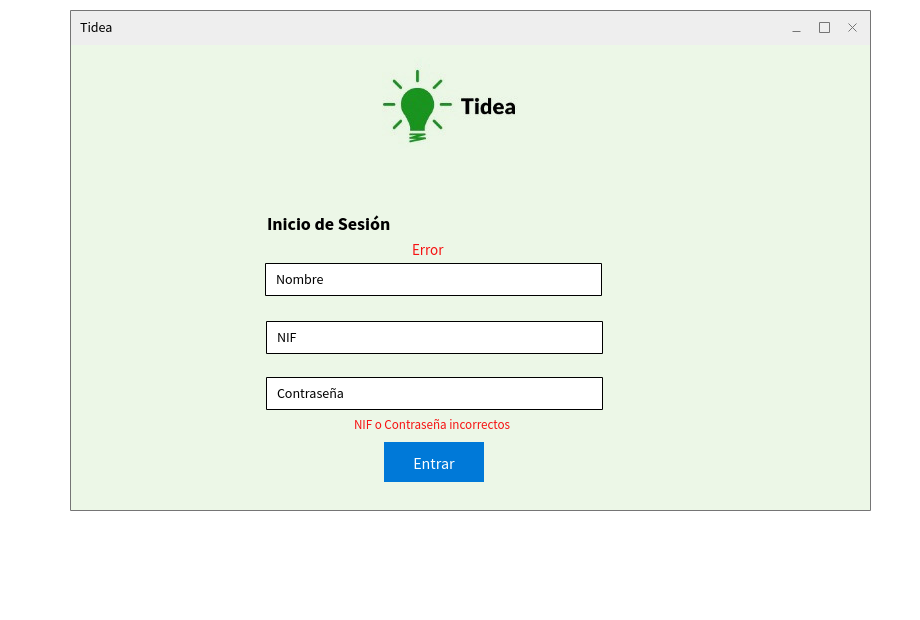 Tidea
Tidea
Inicio de Sesión
Error
Nombre
NIF
Contraseña
NIF o Contraseña incorrectos
Entrar